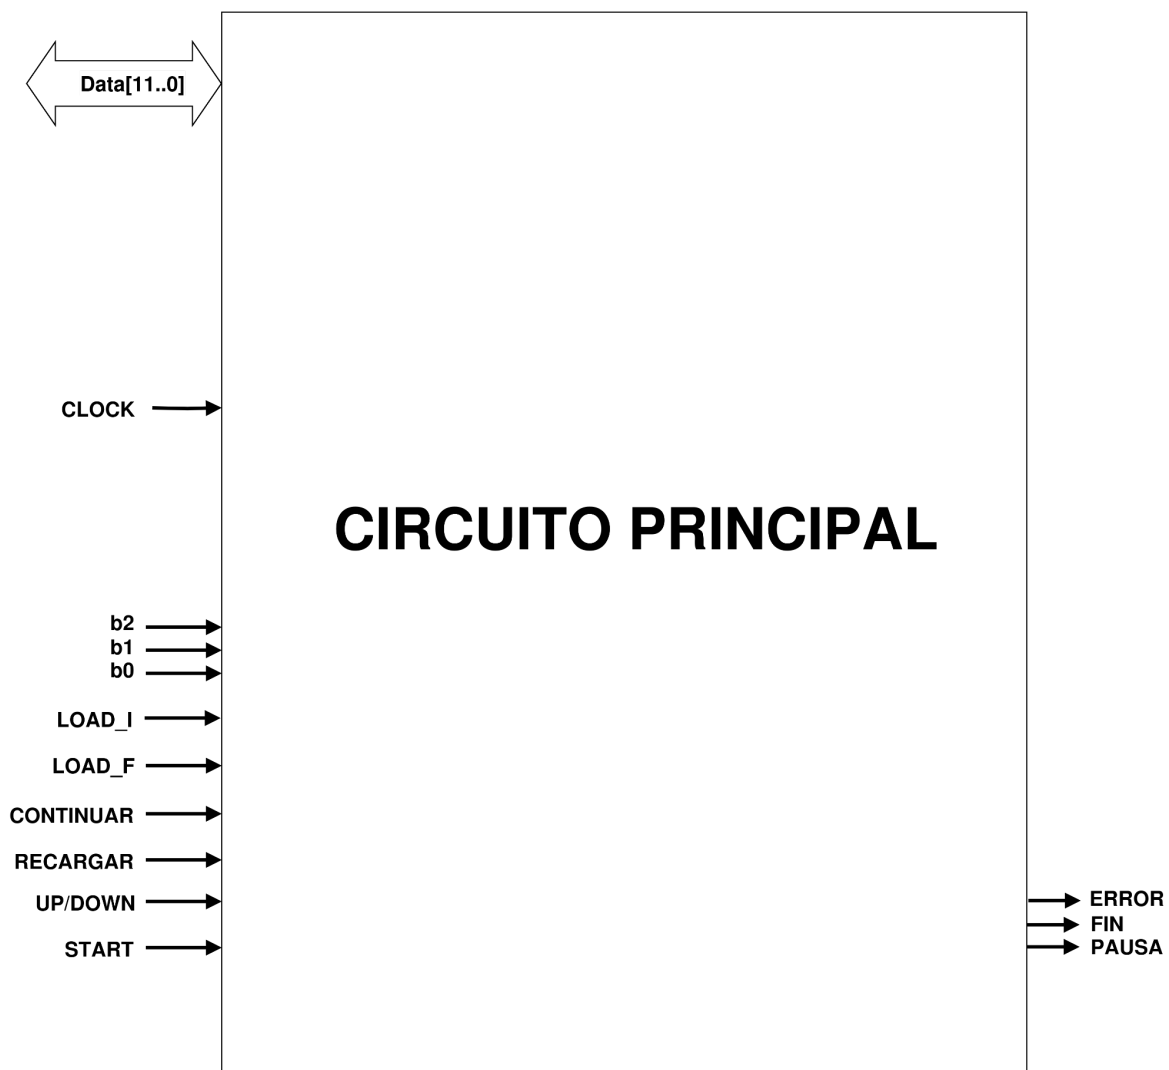 Data[11..0]
CLOCK
CIRCUITO PRINCIPAL
b2
b1
b0
LOAD_I
LOAD_F
CONTINUAR
RECARGAR
UP/DOWN
START
ERROR
FIN
PAUSA